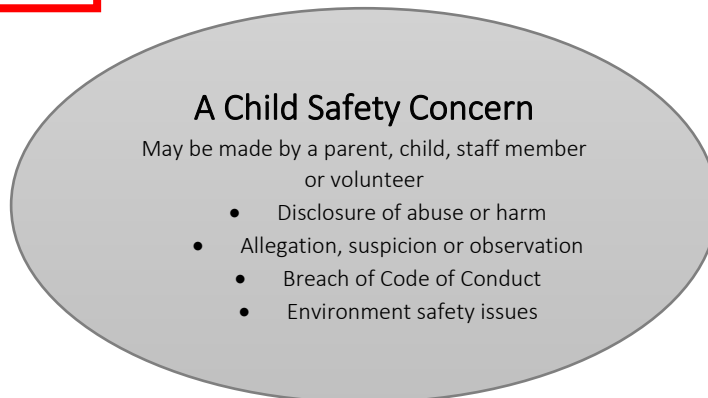 A Child Safety Concern
May be made by a parent, child, staff member
or volunteer
• Disclosure of abuse or harm
• Allegation, suspicion or observation
• Breach of Code of Conduct
• Environment safety issues